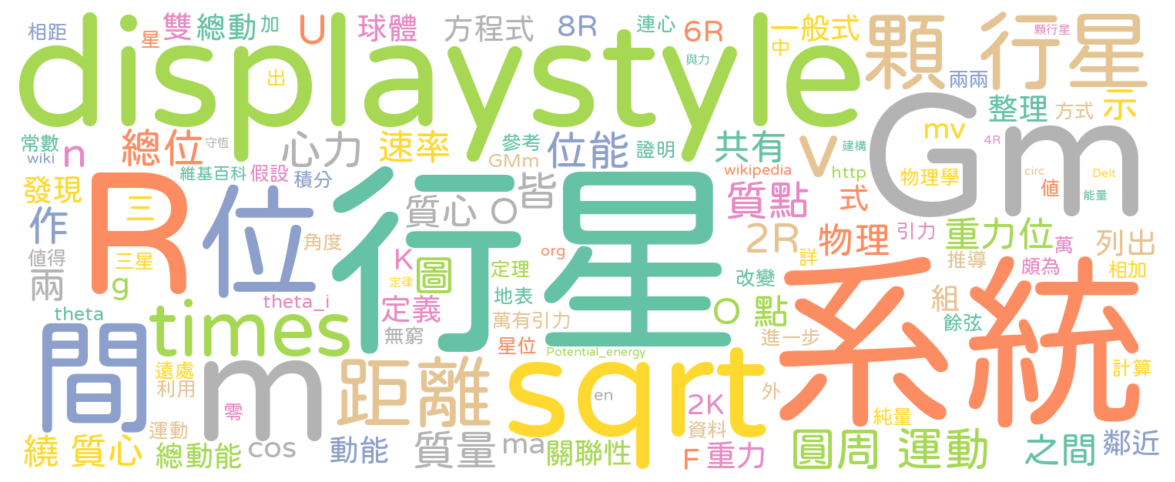 相距 星 雙 總動 加 U 球體 方程式 8R 連心 6R 一般式 中 顆 行星 顆行星
displaystyle
出 與力 兩兩 整理 方式 示
常數 wiki 守恆 n 總位 心力 速率 參考 GMm 位能 證明 共有 V 建構 http mv Gm 4R
維基百科 假設 積分 wikipedia 物理學 circ 值 Delt 能量
發現 三 R 位 行星 質心 O 皆 質點 式
作 角度 2R 物理 引力 重力位 萬 列出
值得 兩 三星 g K 圖 定理 org 改變 詳 推導 頗為 相加
theta theta_i 定義 定律 地表 O 點 系統 組 餘弦
間 times 無窮 萬有引力 星位 進一步
遠處 利用 m 距離 Potential_energy sqrt 計算
零 en 2K 外 資料 純量
繞 質心 運動 總動能 cos 動能 質量 ma 關聯性 F 重力 圓周 運動 之間 鄰近